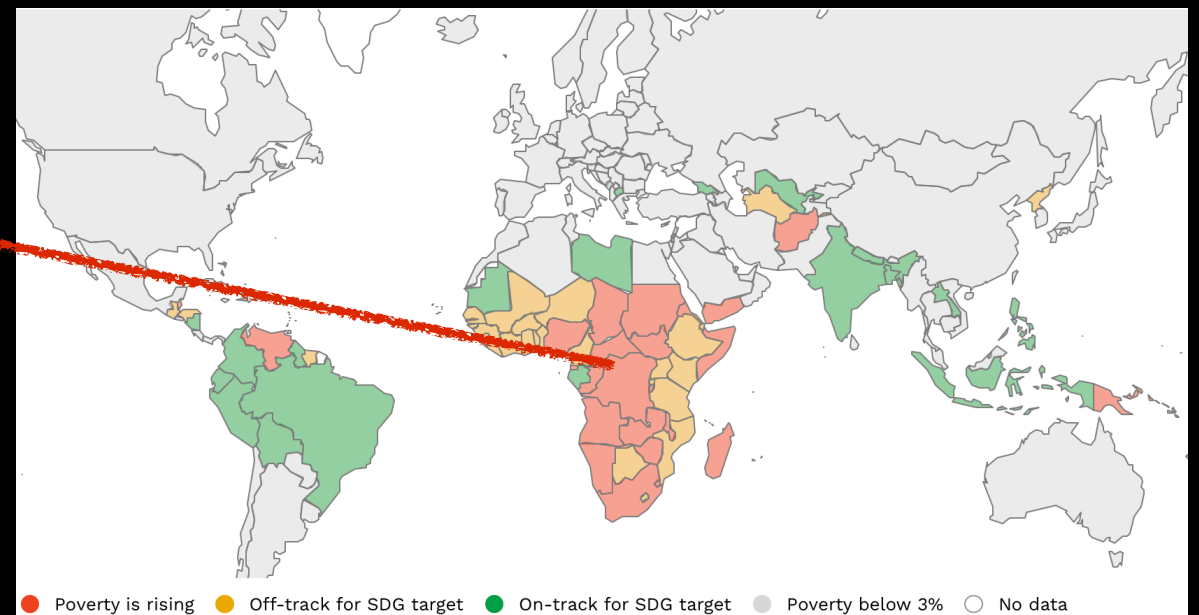 Poverty is rising Off-track for SDG target On-track for SDG target Poverty below 3% No data